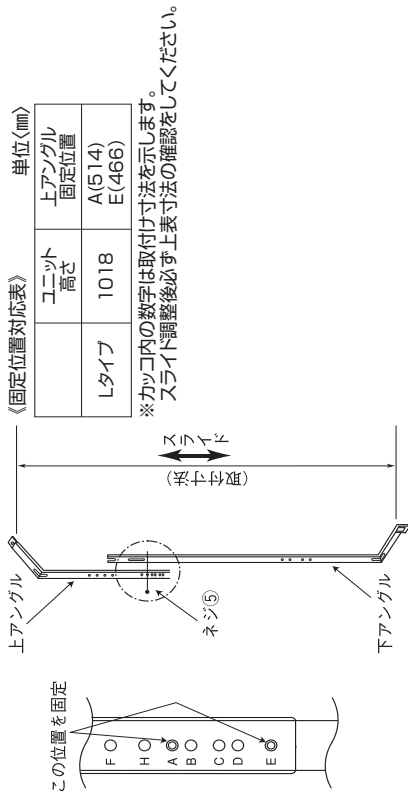 《固定位置対応表》
単位〈mm〉
ユニット
高さ
上アングル
固定位置
Lタイプ
1018
A(514)
E(466)
※カッコ内の数字は取付け寸法を示します。
スライド調整後必ず上表寸法の確認をしてください。
上アングル
スライド
(取付寸法)
ネジ⑤
下アングル
この位置を固定
F
H
A
B
C
D
E